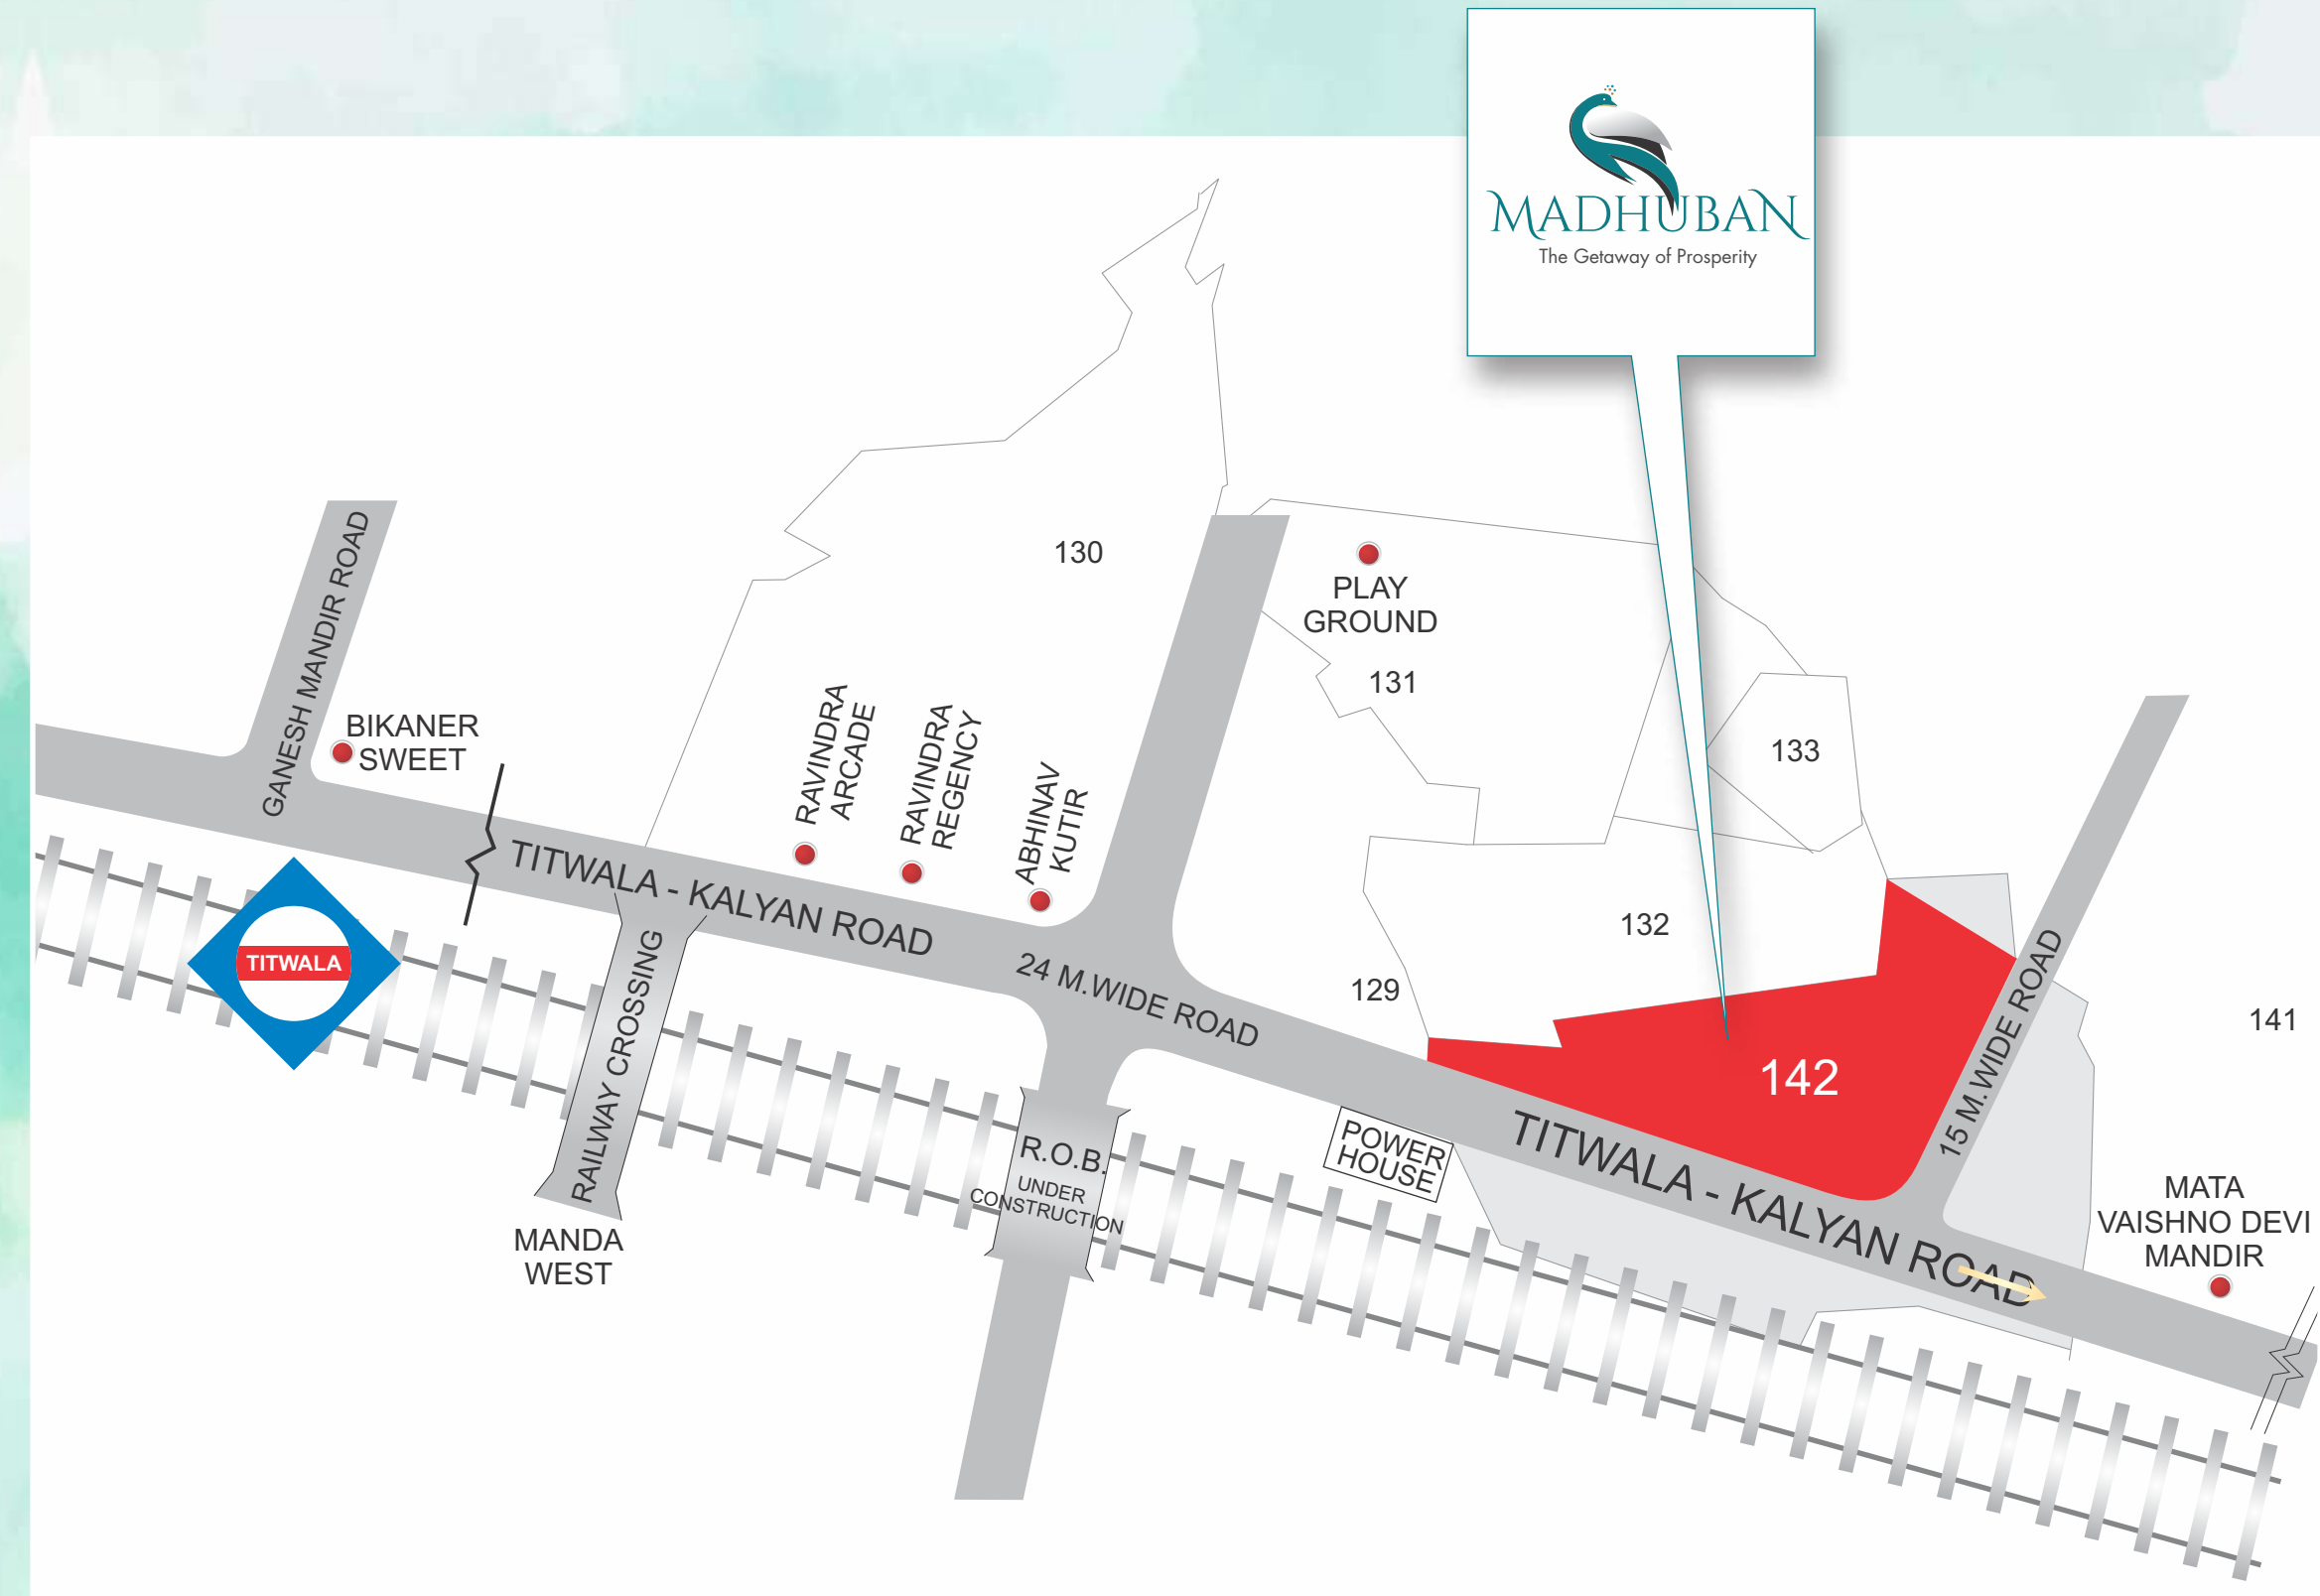 MADHUBAN
The Getaway of Prosperity
130
PLAY
GROUND
131
133
GANESH MANDIR ROAD
BIKANER
SWEET
RAVINDRA
ARCADE
RAVINDRA
REGENCY
ABHINAV
KUTIR
TITWALA - KALYAN ROAD
TITWALA
RAILWAY CROSSING
24 M.WIDE ROAD
129
132
141
142
15 M.WIDE ROAD
TITWALA - KALYAN ROAD
POWER
HOUSE
R.O.B.
UNDER
CONSTRUCTION
MANDA
WEST
MATA
VAISHNO DEVI
MANDIR